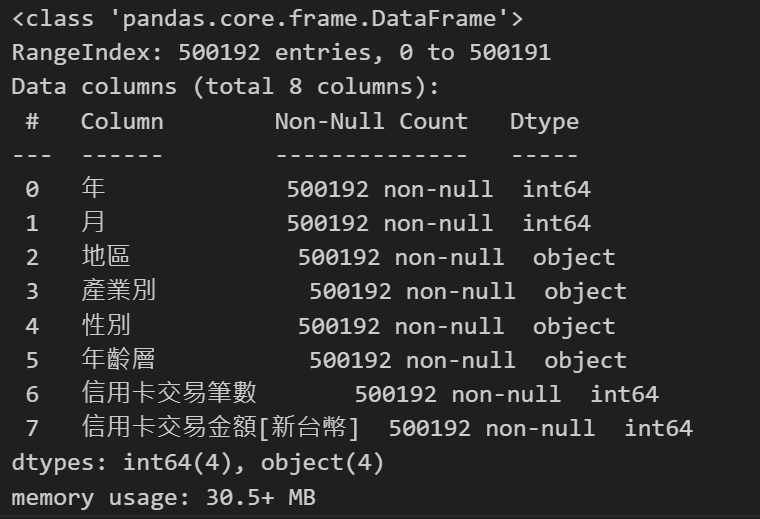 <class 'pandas.core.frame.DataFrame'>
RangeIndex: 500192 entries, 0 to 500191
Data columns (total 8 columns):
 #   Column        Non-Null Count   Dtype
---  ------        --------------   -----
 0   年             500192 non-null  int64
 1   月             500192 non-null  int64
 2   地區             500192 non-null  object
 3   產業別            500192 non-null  object
 4   性別             500192 non-null  object
 5   年齡層            500192 non-null  object
 6   信用卡交易筆數         500192 non-null  int64
 7   信用卡交易金額[新台幣]  500192 non-null  int64
dtypes: int64(4), object(4)
memory usage: 30.5+ MB